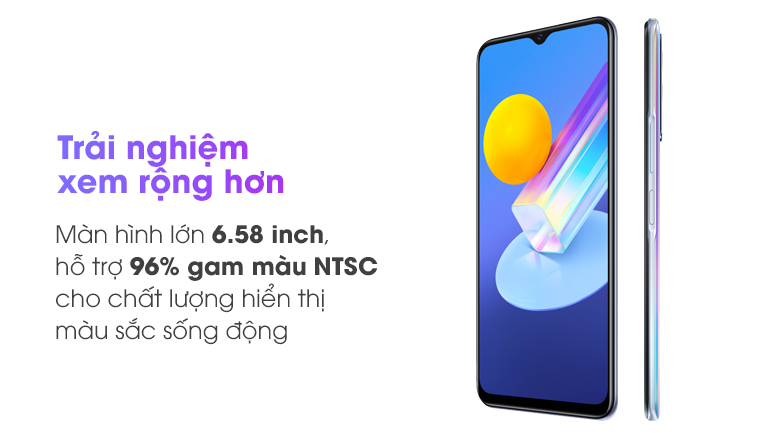 Trải nghiệm
xem rộng hơn
Màn hình lớn 6.58 inch,
hỗ trợ 96% gam màu NTSC
cho chất lượng hiển thị
màu sắc sống động